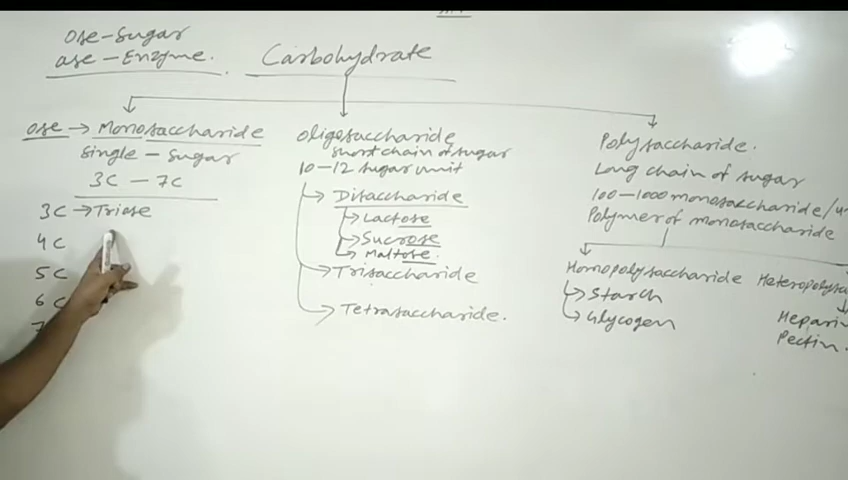 ose-Sugar
ase-Enzyme.
Carbohydrate
ose → Monosaccharide
Single-Sugar
3C-7C
3C → Triose
4C
5C
6C
oligosaccharide
short chain of sugar
10-12 sugar unit
Disaccharide
Lactose
Sucrose
Maltose.
Trisaccharide
Tetrasaccharide.
Polysaccharide.
Long chain of sugar
100-1000 monosaccharide/u
Polymer of monosaccharide
Homopolysaccharide
Starch
Glycogen
Heteropolysa
Heparin
Pectin.